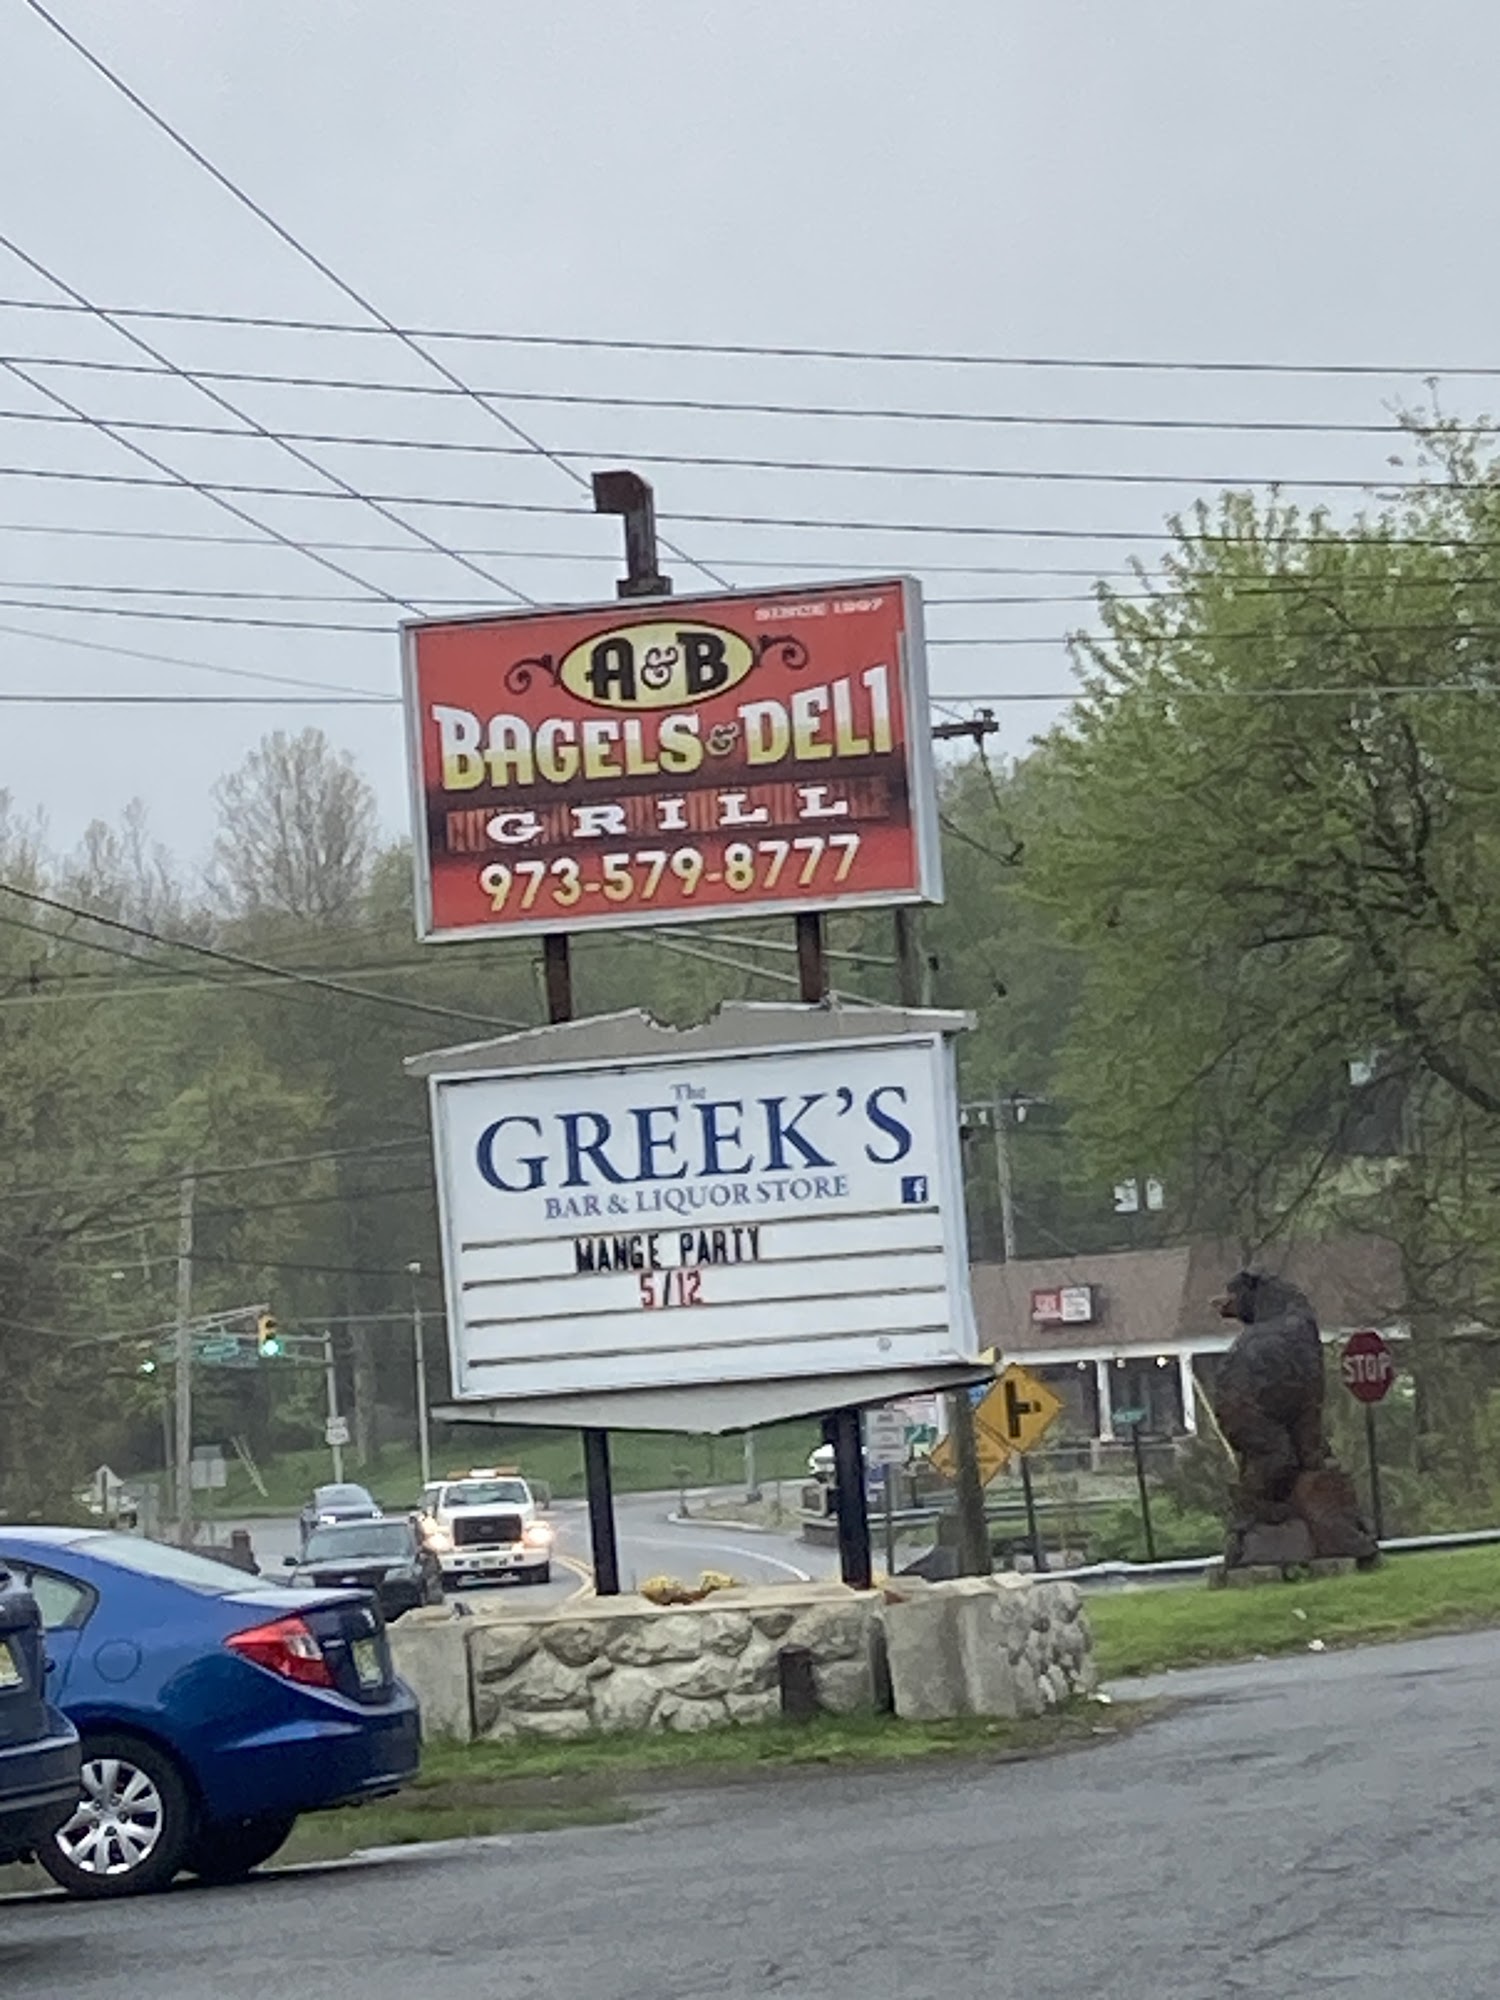 SINCE 1997
A&B
BAGELS & DELI
GRILL
973-579-8777
The
GREEK'S
BAR & LIQUOR STORE
f
MANGE PARTY
5/12
STOP